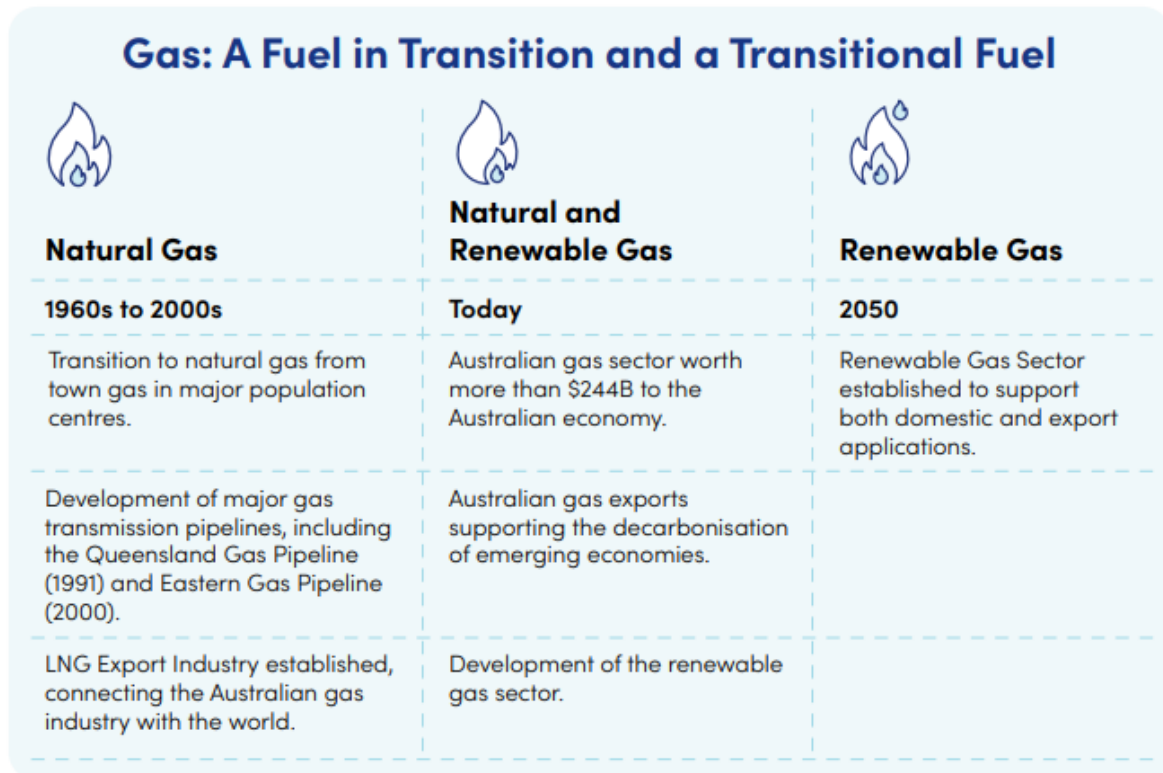 Gas: A Fuel in Transition and a Transitional Fuel
Natural Gas
Natural and
Renewable Gas
Renewable Gas
1960s to 2000s
Today
2050
Transition to natural gas from
town gas in major population
centres.
Australian gas sector worth
more than $244B to the
Australian economy.
Renewable Gas Sector
established to support
both domestic and export
applications.
Development of major gas
transmission pipelines, including
the Queensland Gas Pipeline
(1991) and Eastern Gas Pipeline
(2000).
Australian gas exports
supporting the decarbonisation
of emerging economies.
LNG Export Industry established,
connecting the Australian gas
industry with the world.
Development of the renewable
gas sector.